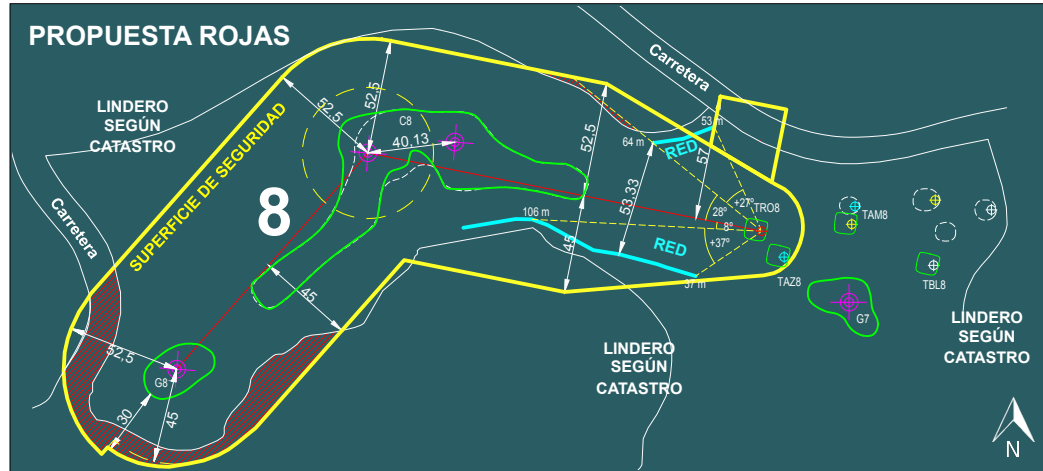 PROPUESTA ROJAS
LINDERO
SEGÚN
CATASTRO
Carretera
SUPERFICIE DE SEGURIDAD
8
52,5
52,5
C8
40,13
Carretera
52,5
53 m
64 m
RED
57
53,33
106 m
28º
+27º
8º
+37º
TRO8
TAM8
RED
45
37 m
TAZ8
TBL8
G7
45
52,5
G8
30
45
LINDERO
SEGÚN
CATASTRO
LINDERO
SEGÚN
CATASTRO
N